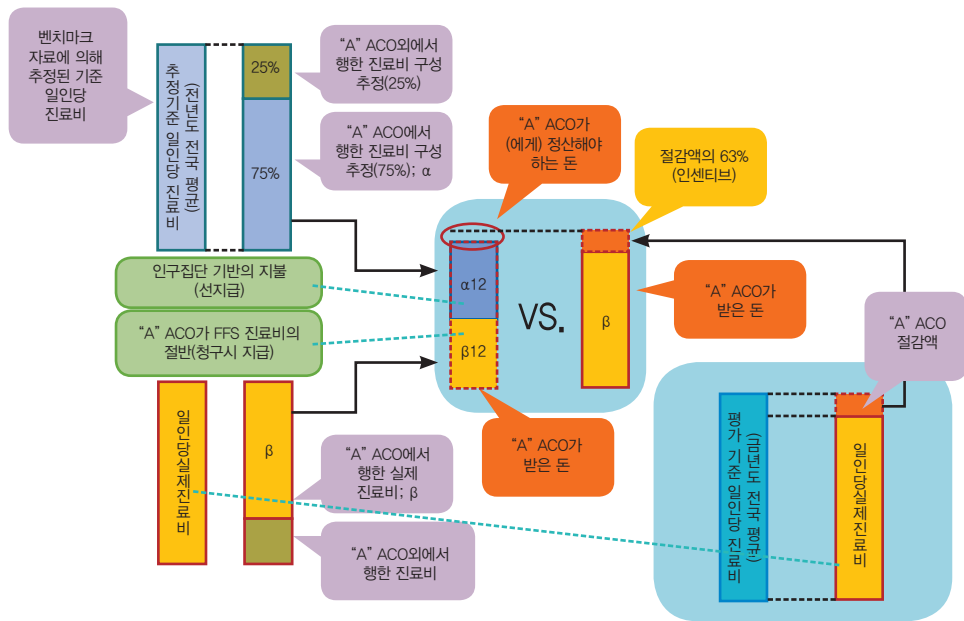 벤치마크
자료에 의해
추정된 기준
일인당
진료비
추정기준 일인당 진료비
(전년도 전국 평균)
25%
75%
“A” ACO외에서
행한 진료비 구성
추정(25%)
“A” ACO에서
행한 진료비 구성
추정(75%); α
“A” ACO가
(에게) 정산해야
하는 돈
절감액의 63%
(인센티브)
인구집단 기반의 지불
(선지급)
“A” ACO가 FFS 진료비의
절반(청구시 지급)
α12
β12
VS.
β
“A” ACO가
받은 돈
“A” ACO
절감액
일인당실제진료비
β
“A” ACO에서
행한 실제
진료비; β
“A” ACO외에서
행한 진료비
“A” ACO가
받은 돈
평가 기준 일인당 진료비
(금년도 전국 평균)
일인당실제진료비